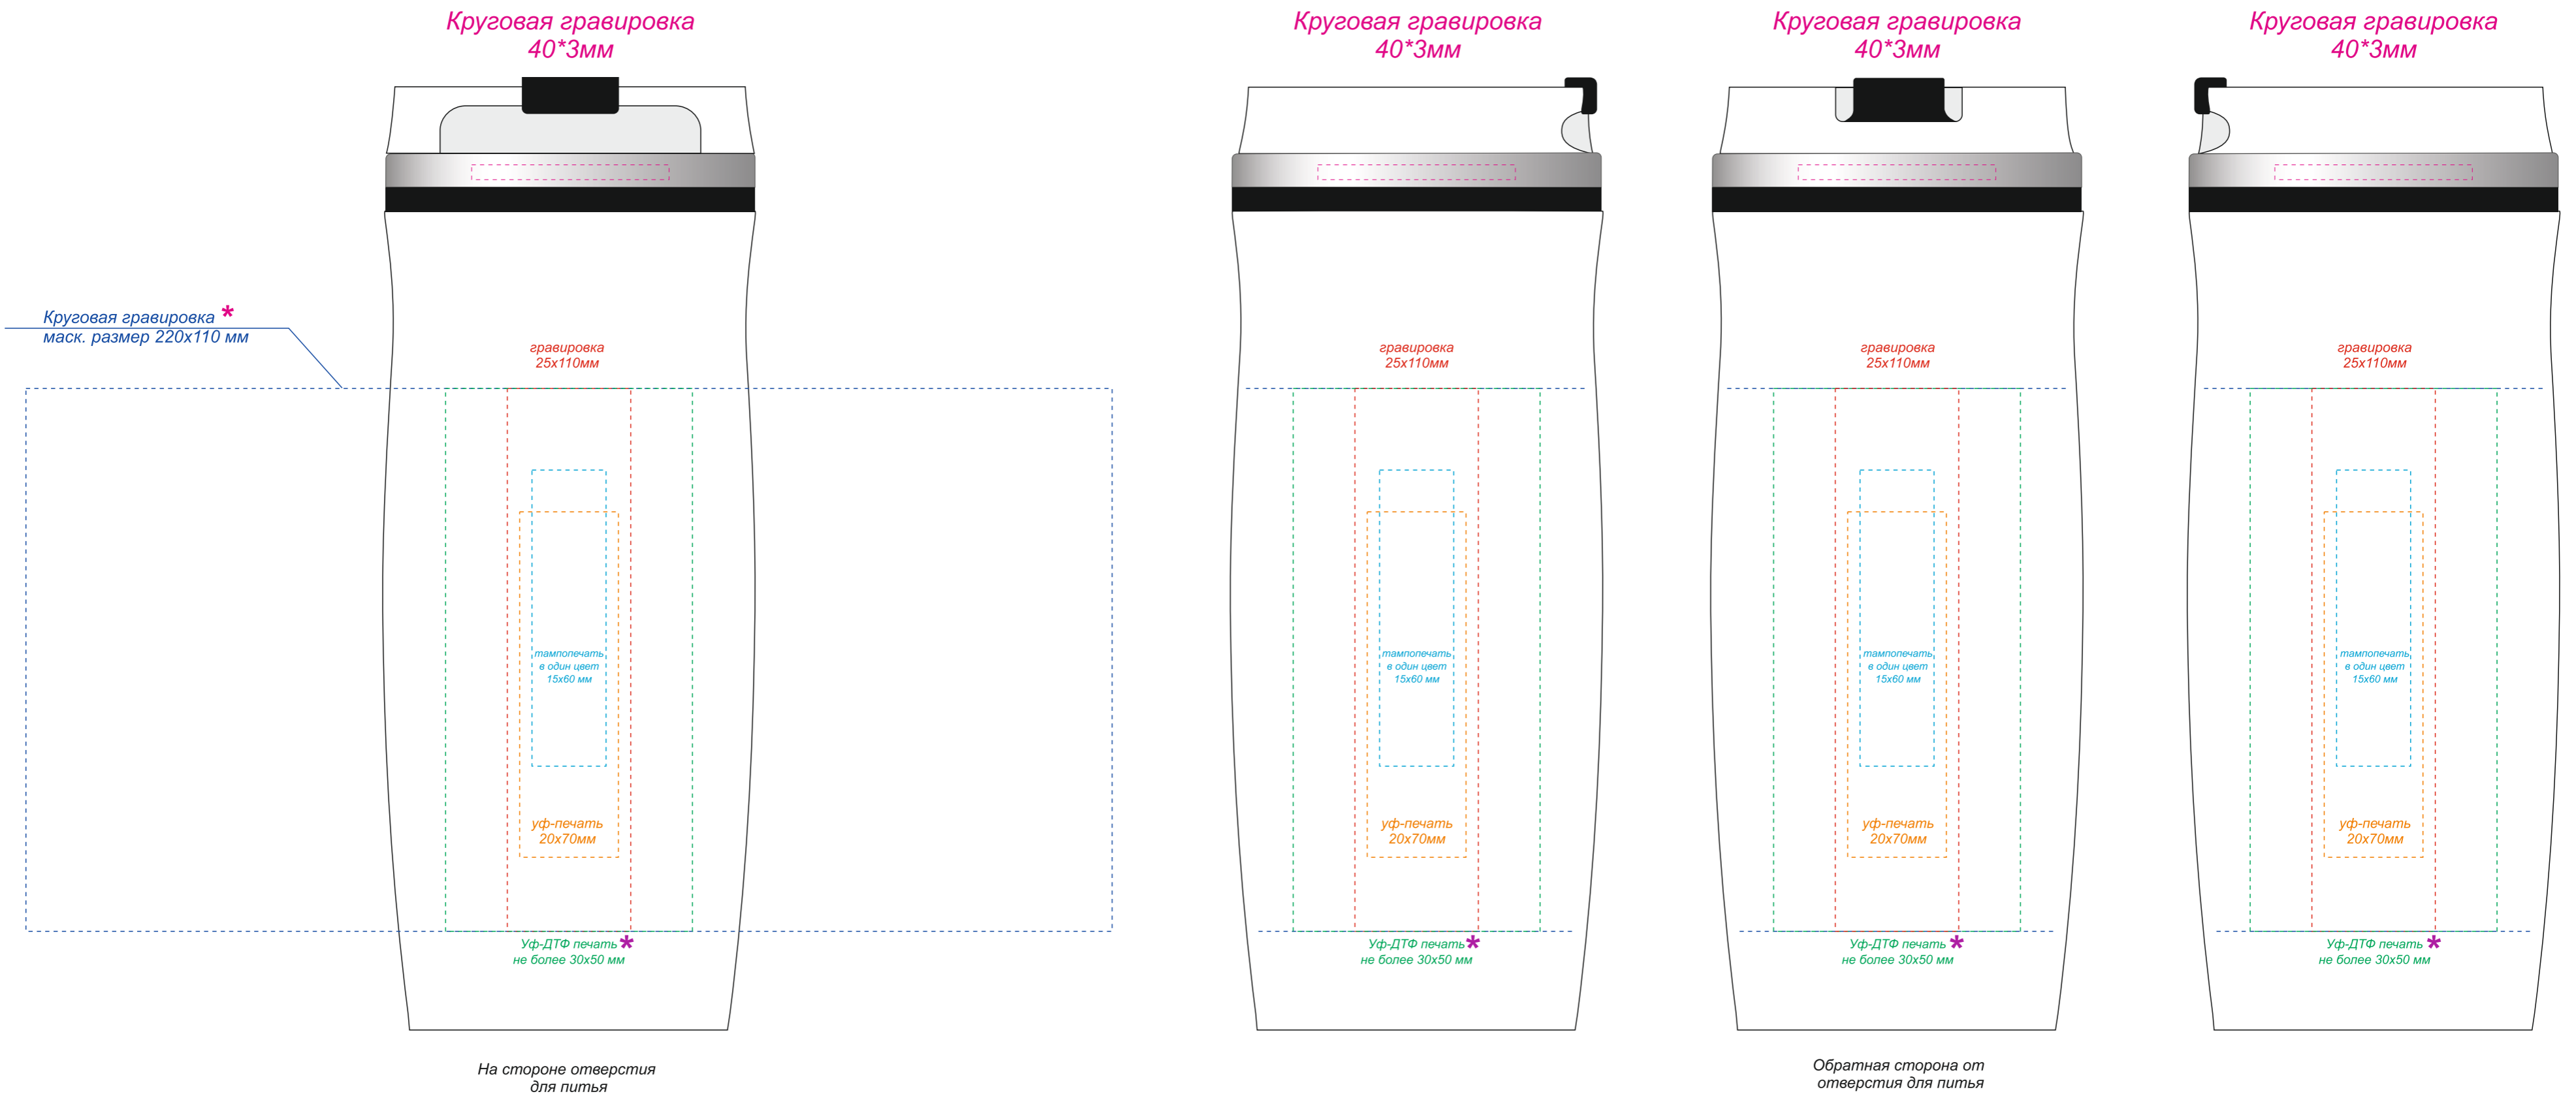 Круговая гравировка
40*3мм
Круговая гравировка
40*3мм
Круговая гравировка
40*3мм
Круговая гравировка
40*3мм
Круговая гравировка *
маск. размер 220х110 мм
гравировка
25х110мм
тампопечать
в один цвет
15х60 мм
уф-печать
20х70мм
Уф-ДТФ печать *
не более 30х50 мм
На стороне отверстия
для питья
гравировка
25х110мм
тампопечать
в один цвет
15х60 мм
уф-печать
20х70мм
Уф-ДТФ печать *
не более 30х50 мм
гравировка
25х110мм
тампопечать
в один цвет
15х60 мм
уф-печать
20х70мм
Уф-ДТФ печать *
не более 30х50 мм
Обратная сторона от
отверстия для питья
гравировка
25х110мм
тампопечать
в один цвет
15х60 мм
уф-печать
20х70мм
Уф-ДТФ печать *
не более 30х50 мм